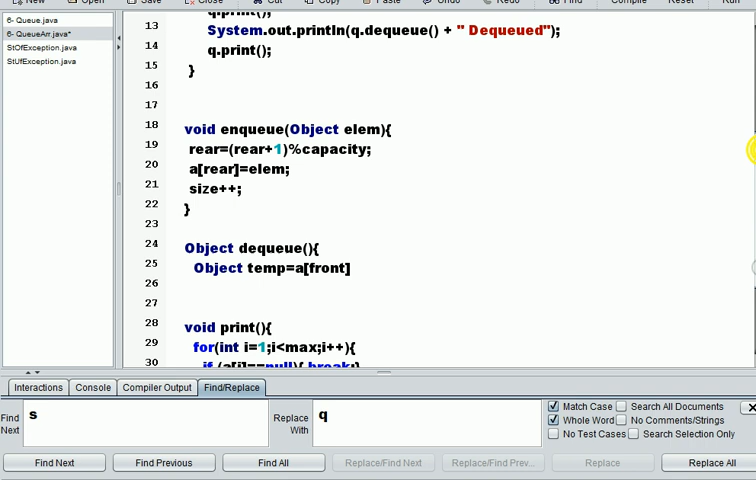 New Open Save Close Cut Copy Paste Undo Redo Find Compile Reset Run
6- Queue.java
6- QueueArr.java*
StOfException.java
StUfException.java
q.print();
13 System.out.println(q.dequeue() + " Dequeued");
14 q.print();
15 }
16
17
18 void enqueue(Object elem){
19 rear=(rear+1)%capacity;
20 a[rear]=elem;
21 size++;
22 }
23
24 Object dequeue(){
25 Object temp=a[front]
26
27
28 void print(){
29 for(int i=1;i<max;i++){
30 if (a[i]==null){ break;}
Interactions Console Compiler Output Find/Replace
Find Next
s
Replace With
q
Match Case Search All Documents
Whole Word No Comments/Strings
No Test Cases Search Selection Only
Find Next Find Previous Find All Replace/Find Next Replace/Find Prev... Replace Replace All